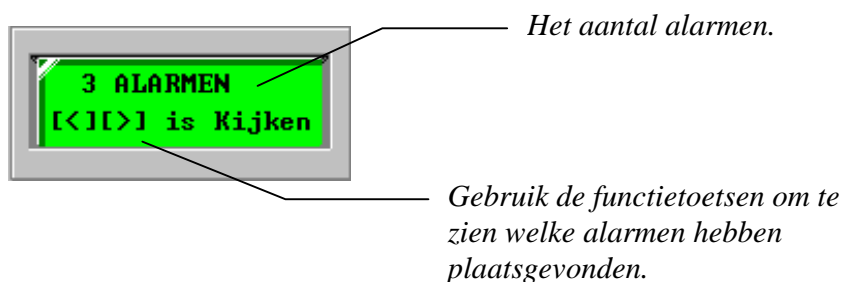 Het aantal alarmen.
3 ALARMEN
[<][>] is Kijken
Gebruik de functietoetsen om te
zien welke alarmen hebben
plaatsgevonden.